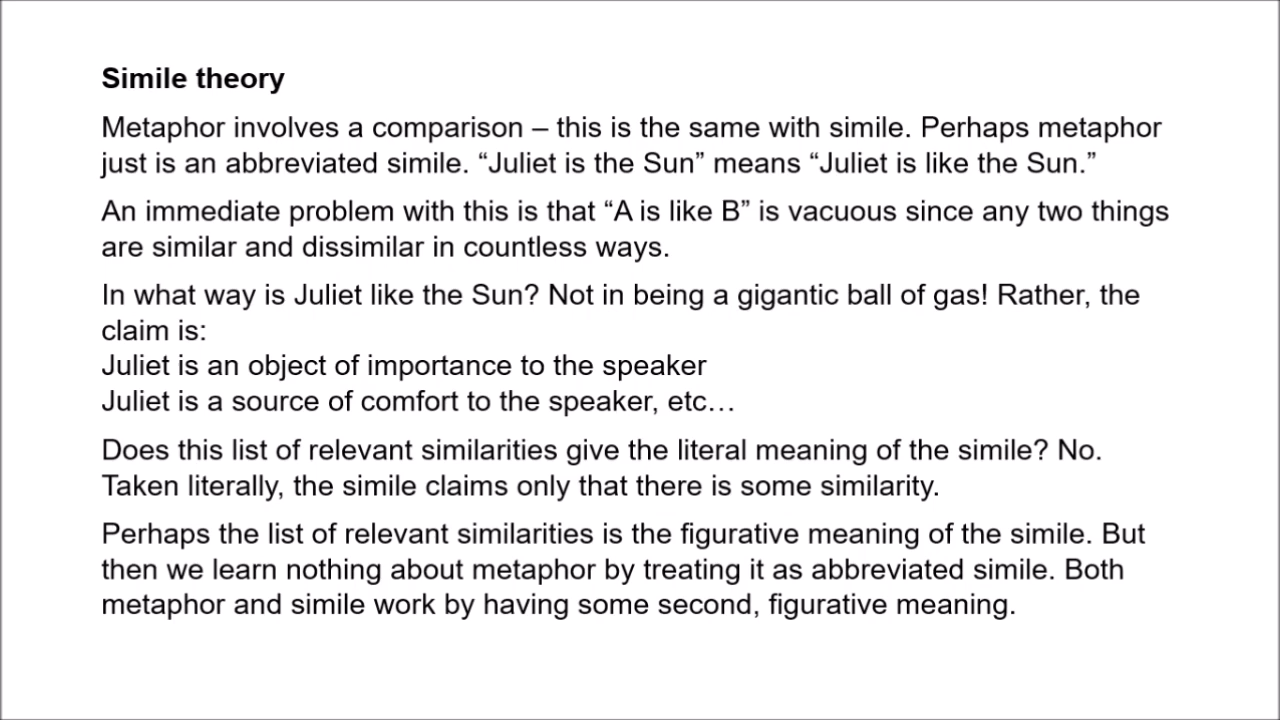 Simile theory
Metaphor involves a comparison – this is the same with simile. Perhaps metaphor
just is an abbreviated simile. “Juliet is the Sun” means “Juliet is like the Sun.”
An immediate problem with this is that “A is like B” is vacuous since any two things
are similar and dissimilar in countless ways.
In what way is Juliet like the Sun? Not in being a gigantic ball of gas! Rather, the
claim is:
Juliet is an object of importance to the speaker
Juliet is a source of comfort to the speaker, etc…
Does this list of relevant similarities give the literal meaning of the simile? No.
Taken literally, the simile claims only that there is some similarity.
Perhaps the list of relevant similarities is the figurative meaning of the simile. But
then we learn nothing about metaphor by treating it as abbreviated simile. Both
metaphor and simile work by having some second, figurative meaning.